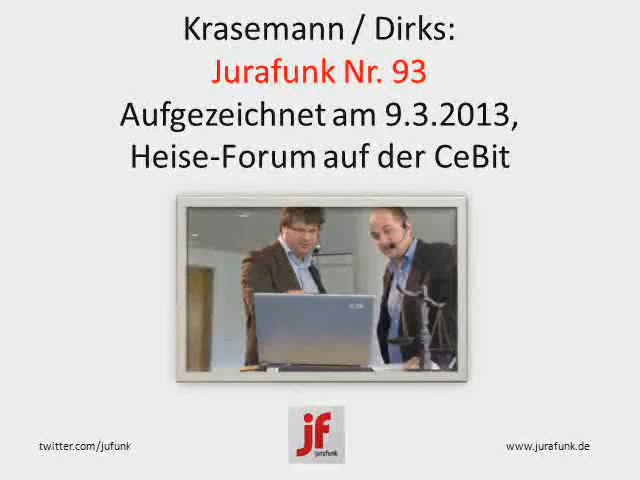 Krasemann / Dirks:
Jurafunk Nr. 93
Aufgezeichnet am 9.3.2013,
Heise-Forum auf der CeBit
twitter.com/jufunk
jf
jurafunk
www.jurafunk.de